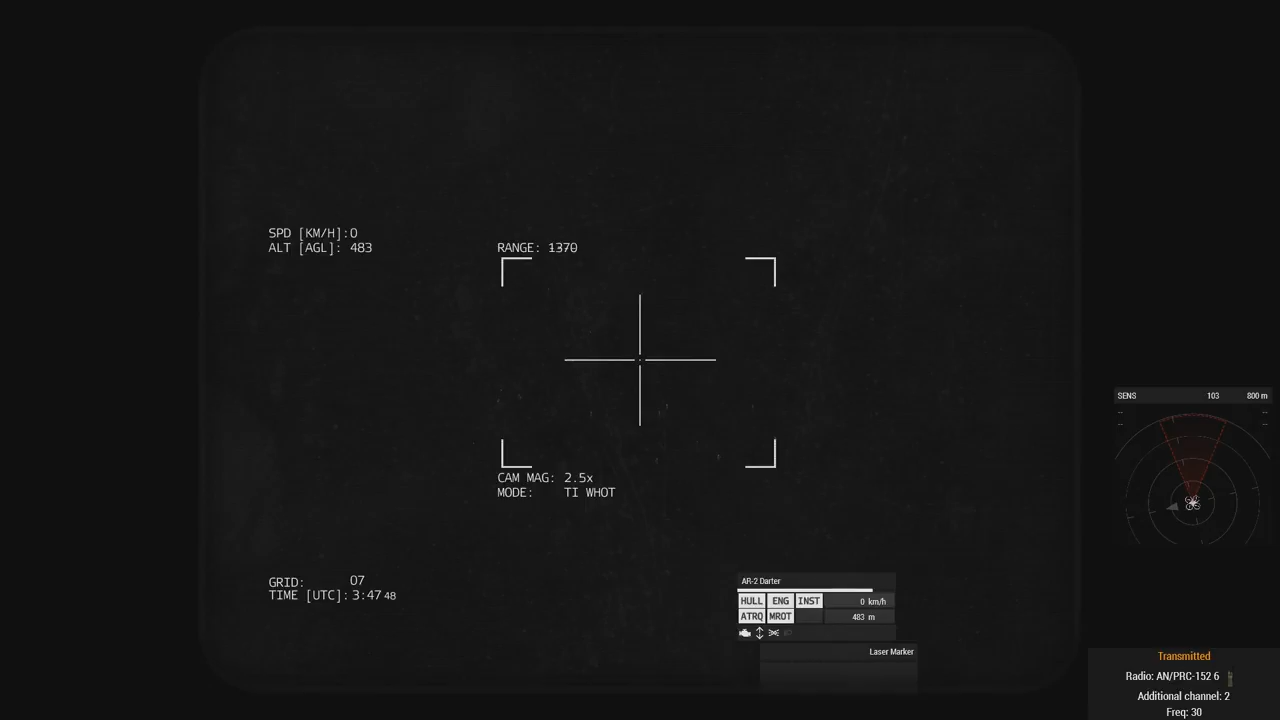 SPD [KM/H]:0
ALT [AGL]: 483
RANGE: 1370
SENS 103 800 m
CAM MAG: 2.5x
MODE: TI WHOT
GRID: 07
TIME [UTC]: 3:47 48
AR-2 Darter
HULL ENG INST 0 km/h
ATRQ MROT 483 m
Laser Marker
Transmitted
Radio: AN/PRC-152 6
Additional channel: 2
Freq: 30